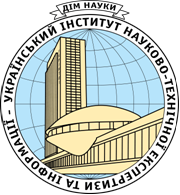 ДІМ НАУКИ
УКРАЇНСЬКИЙ ІНСТИТУТ НАУКОВО-ТЕХНІЧНОЇ ЕКСПЕРТИЗИ ТА ІНФОРМАЦІЇ -